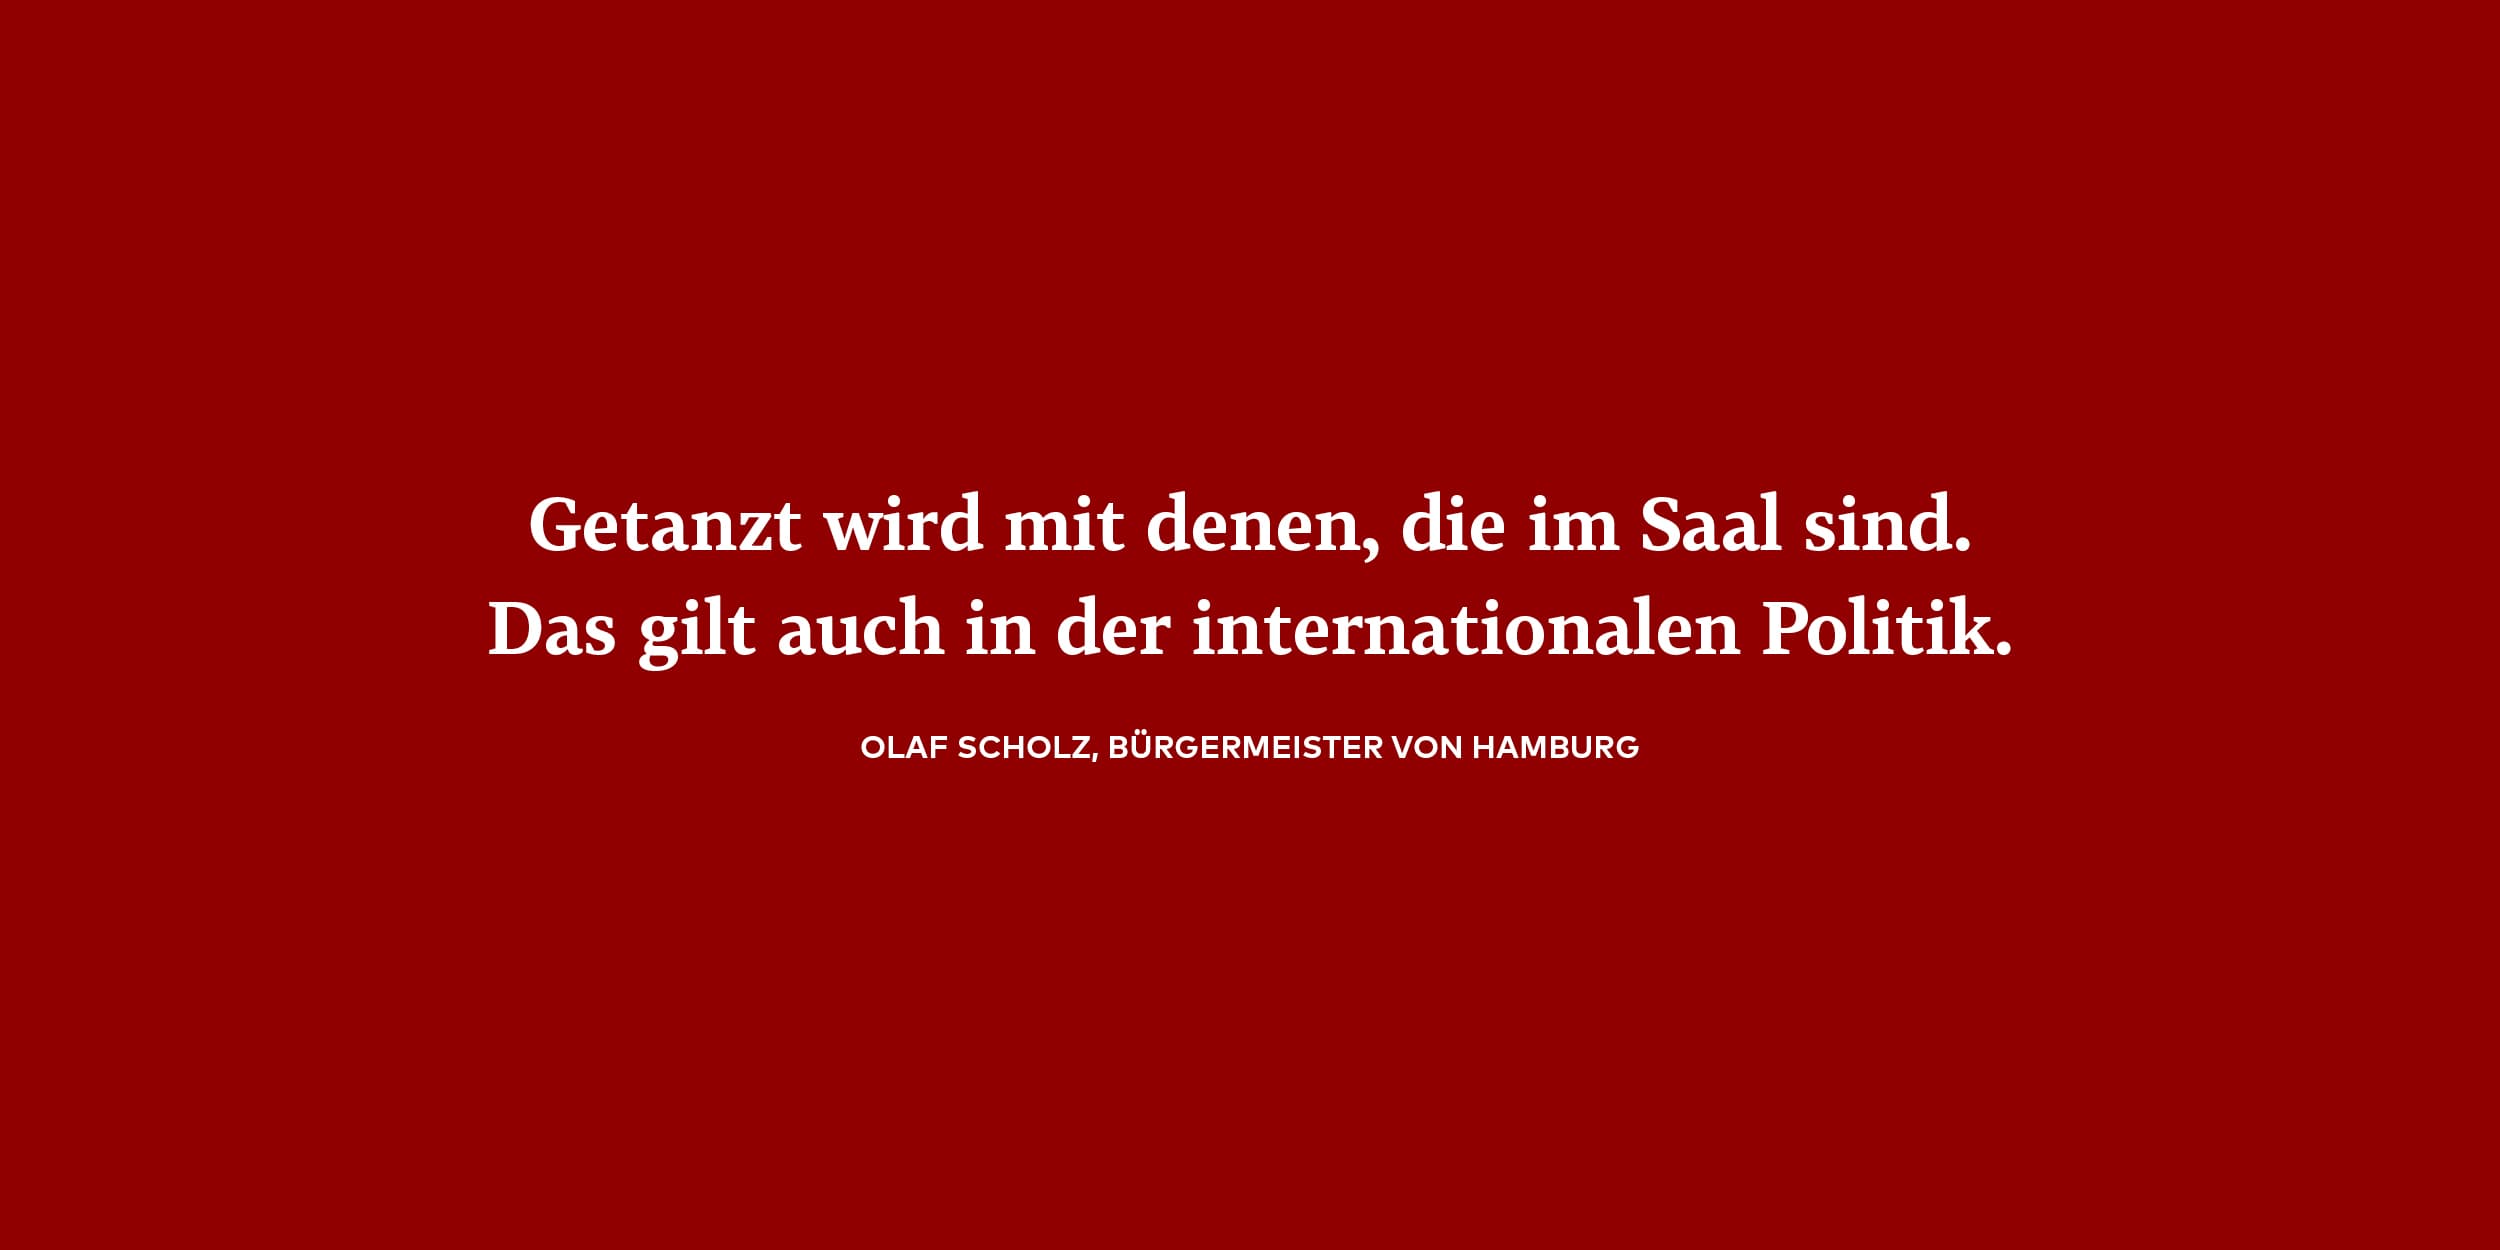 Getanzt wird mit denen, die im Saal sind.
Das gilt auch in der internationalen Politik.
OLAF SCHOLZ, BÜRGERMEISTER VON HAMBURG